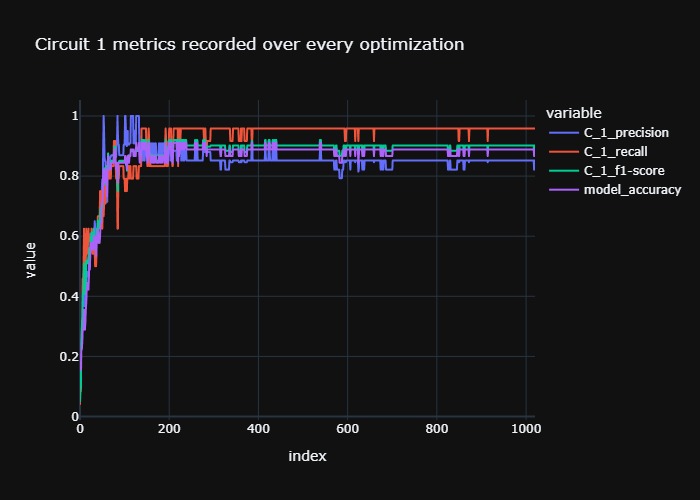 Circuit 1 metrics recorded over every optimization
variable
C_1_precision
C_1_recall
C_1_f1-score
model_accuracy
value
1
0.8
0.6
0.4
0.2
0
0 200 400 600 800 1000
index